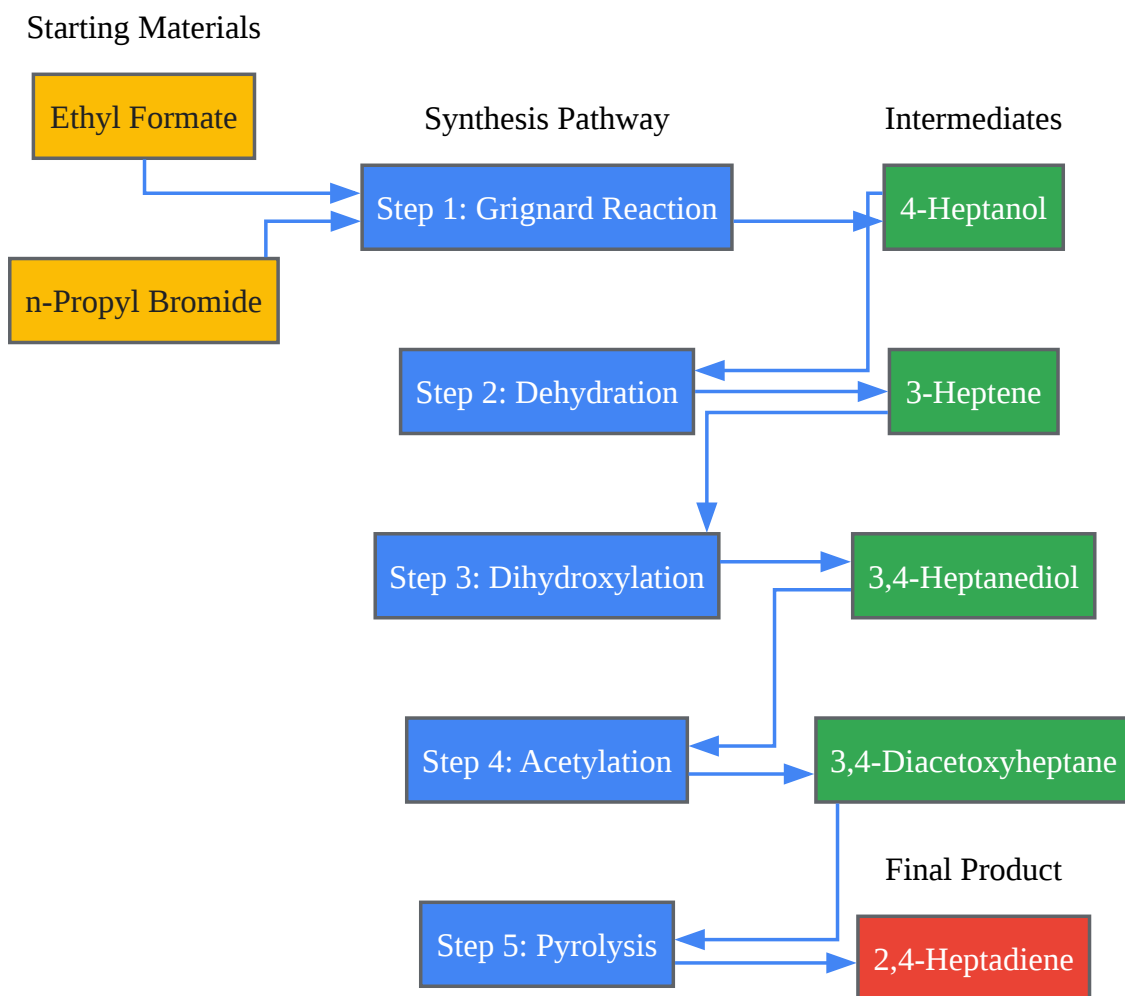 Starting Materials
Ethyl Formate
n-Propyl Bromide
Synthesis Pathway
Intermediates
Step 1: Grignard Reaction
4-Heptanol
Step 2: Dehydration
3-Heptene
Step 3: Dihydroxylation
3,4-Heptanediol
Step 4: Acetylation
3,4-Diacetoxyheptane
Final Product
Step 5: Pyrolysis
2,4-Heptadiene